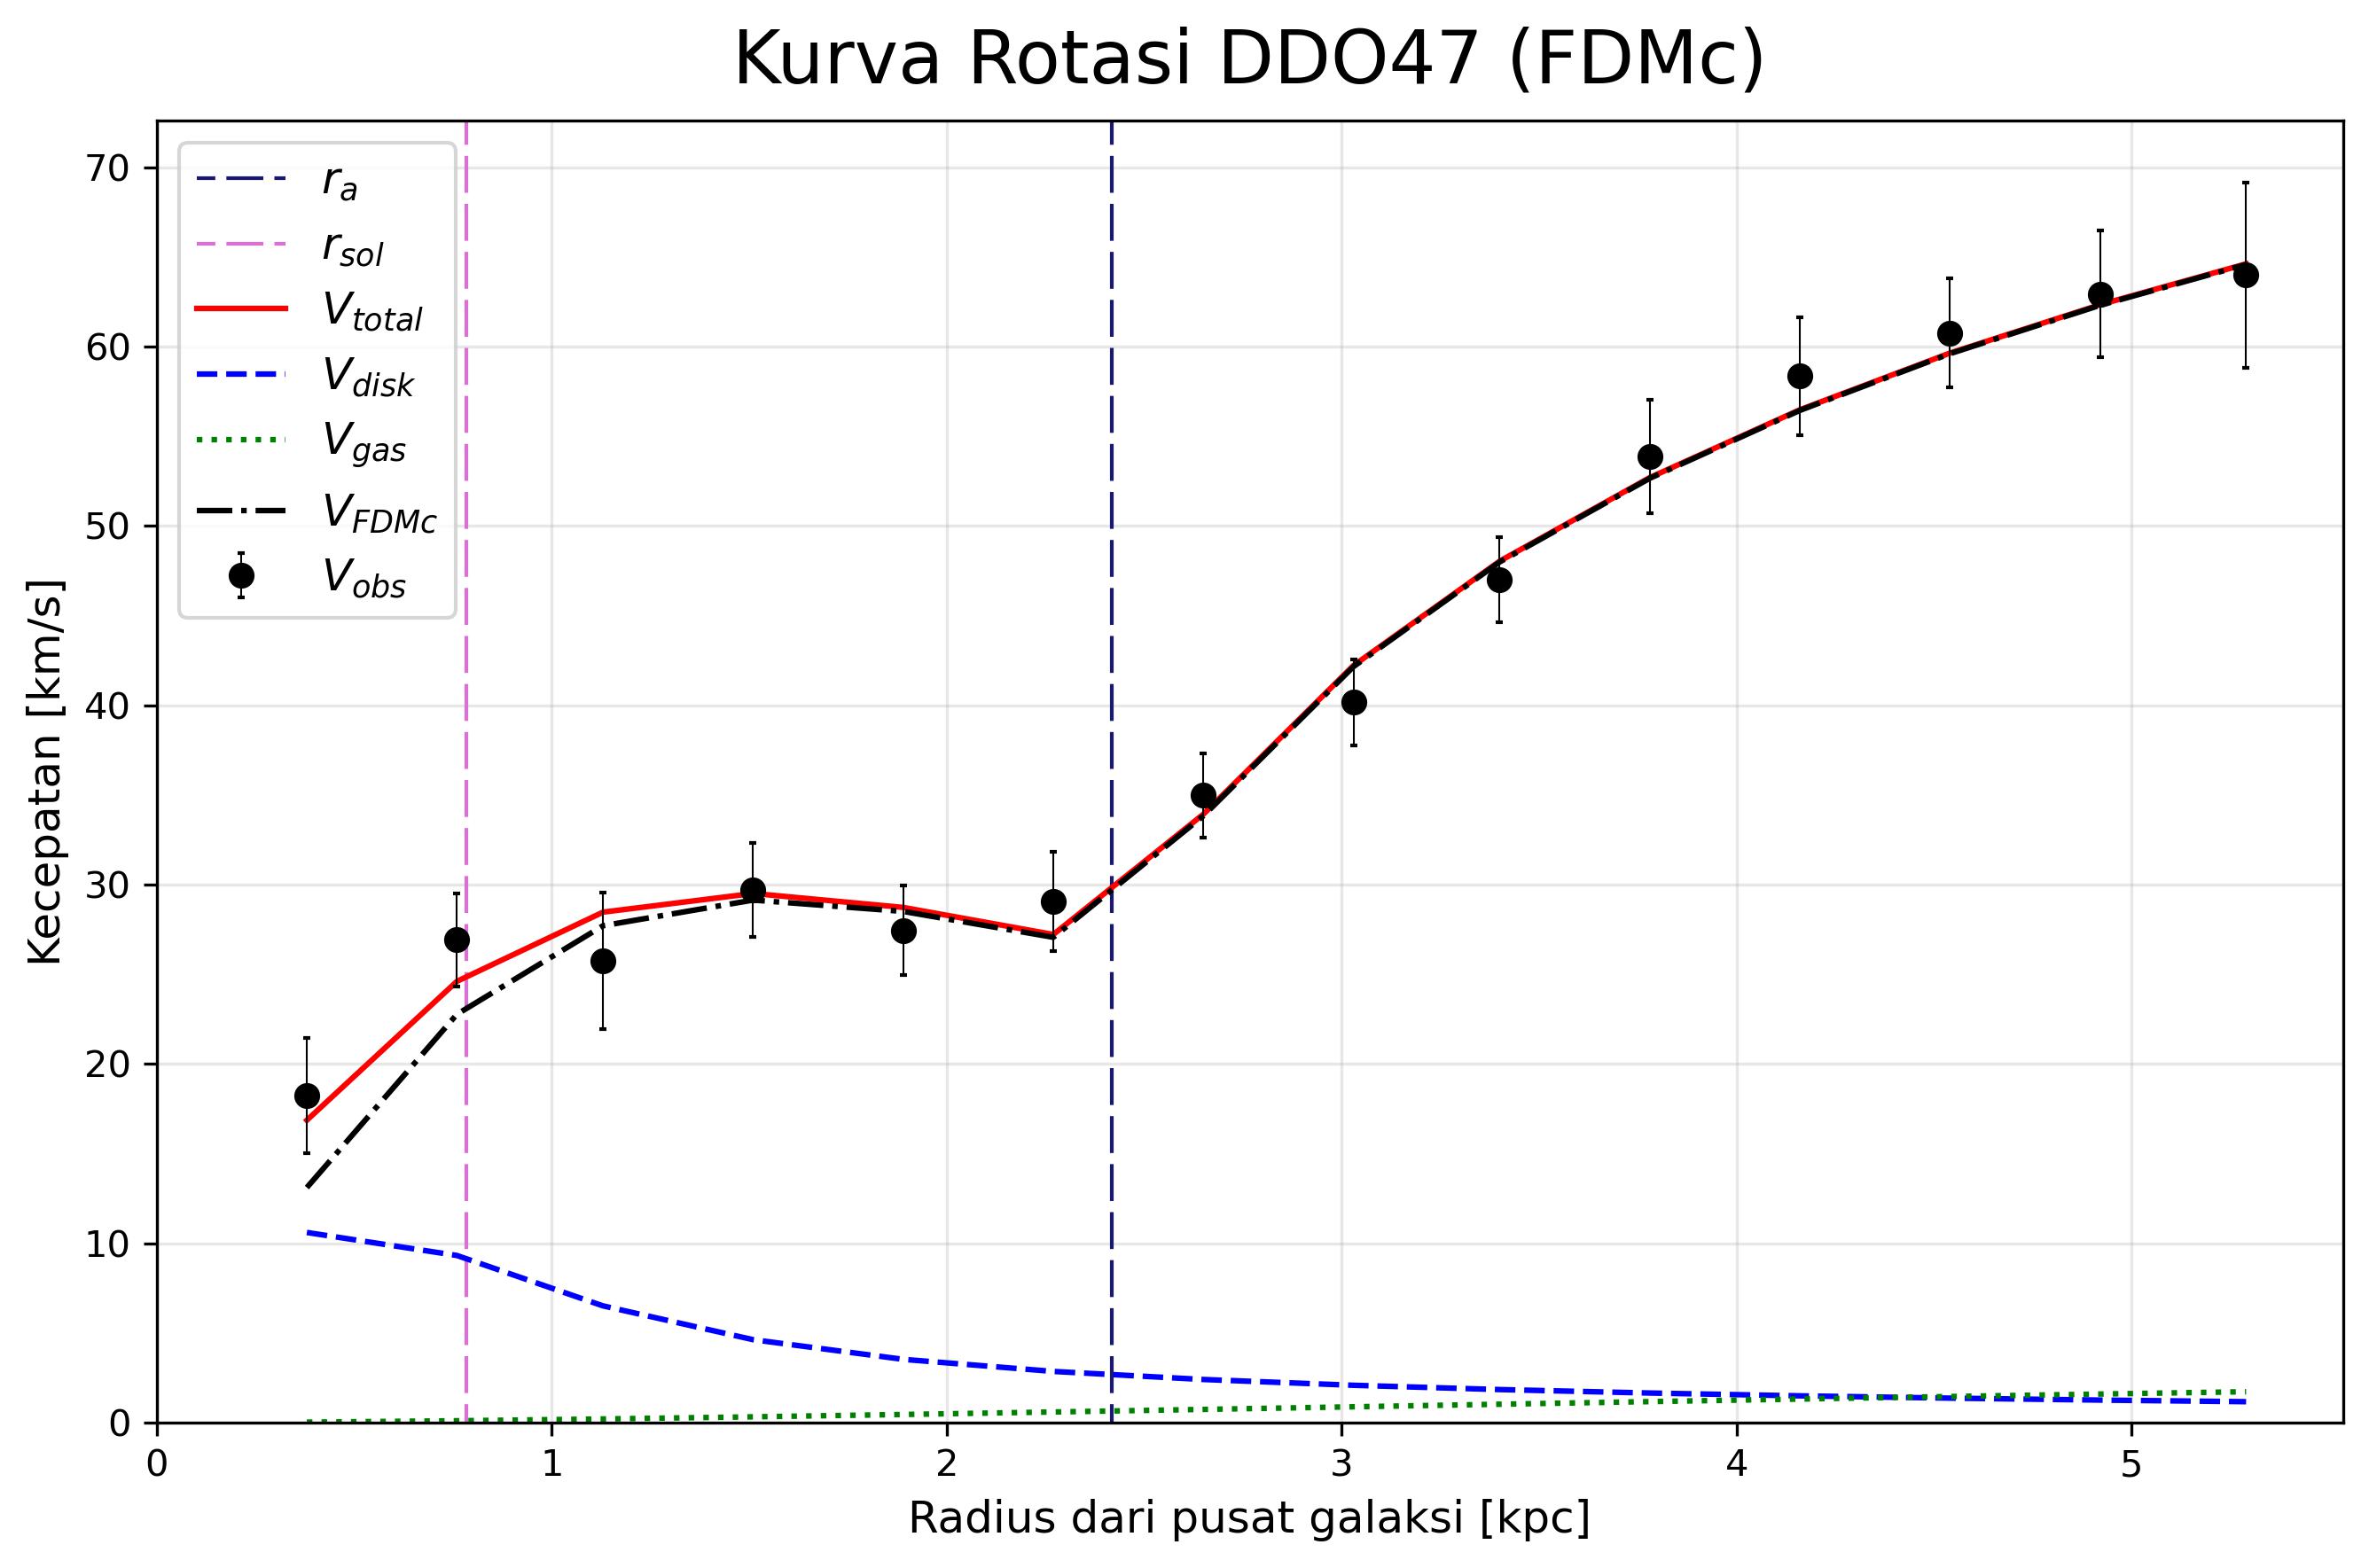 Kurva Rotasi DDO47 (FDMc)
r_a
r_sol
V_total
V_disk
V_gas
V_FDMc
V_obs
Kecepatan [km/s]
70
60
50
40
30
20
10
0
0 1 2 3 4 5
Radius dari pusat galaksi [kpc]